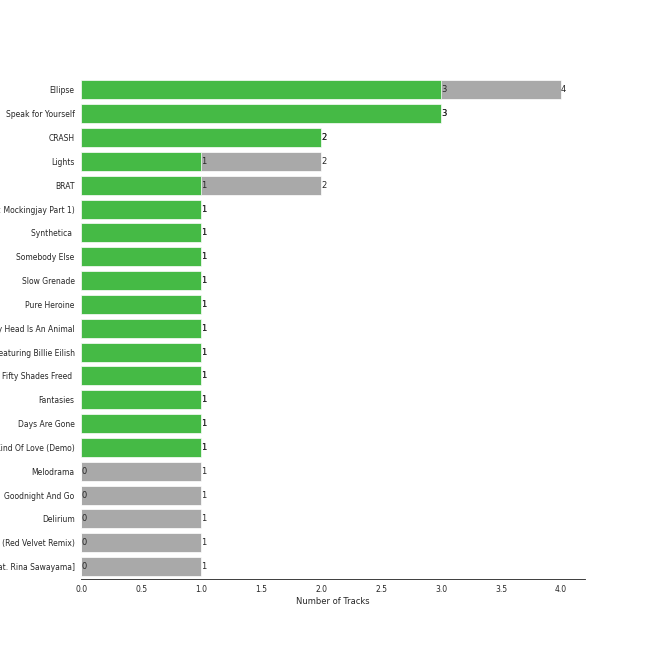 Ellipse 3 4
Speak for Yourself 3
CRASH 2
Lights 1 2
BRAT 1 2
Mockingjay Part 1) 1
Synthetica 1
Somebody Else 1
Slow Grenade 1
Pure Heroine 1
Head Is An Animal 1
eaturing Billie Eilish 1
Fifty Shades Freed 1
Fantasies 1
Days Are Gone 1
ind Of Love (Demo) 1
Melodrama 0 1
Goodnight And Go 0 1
Delirium 0 1
(Red Velvet Remix) 0 1
at. Rina Sawayama] 0 1
0.0 0.5 1.0 1.5 2.0 2.5 3.0 3.5 4.0
Number of Tracks